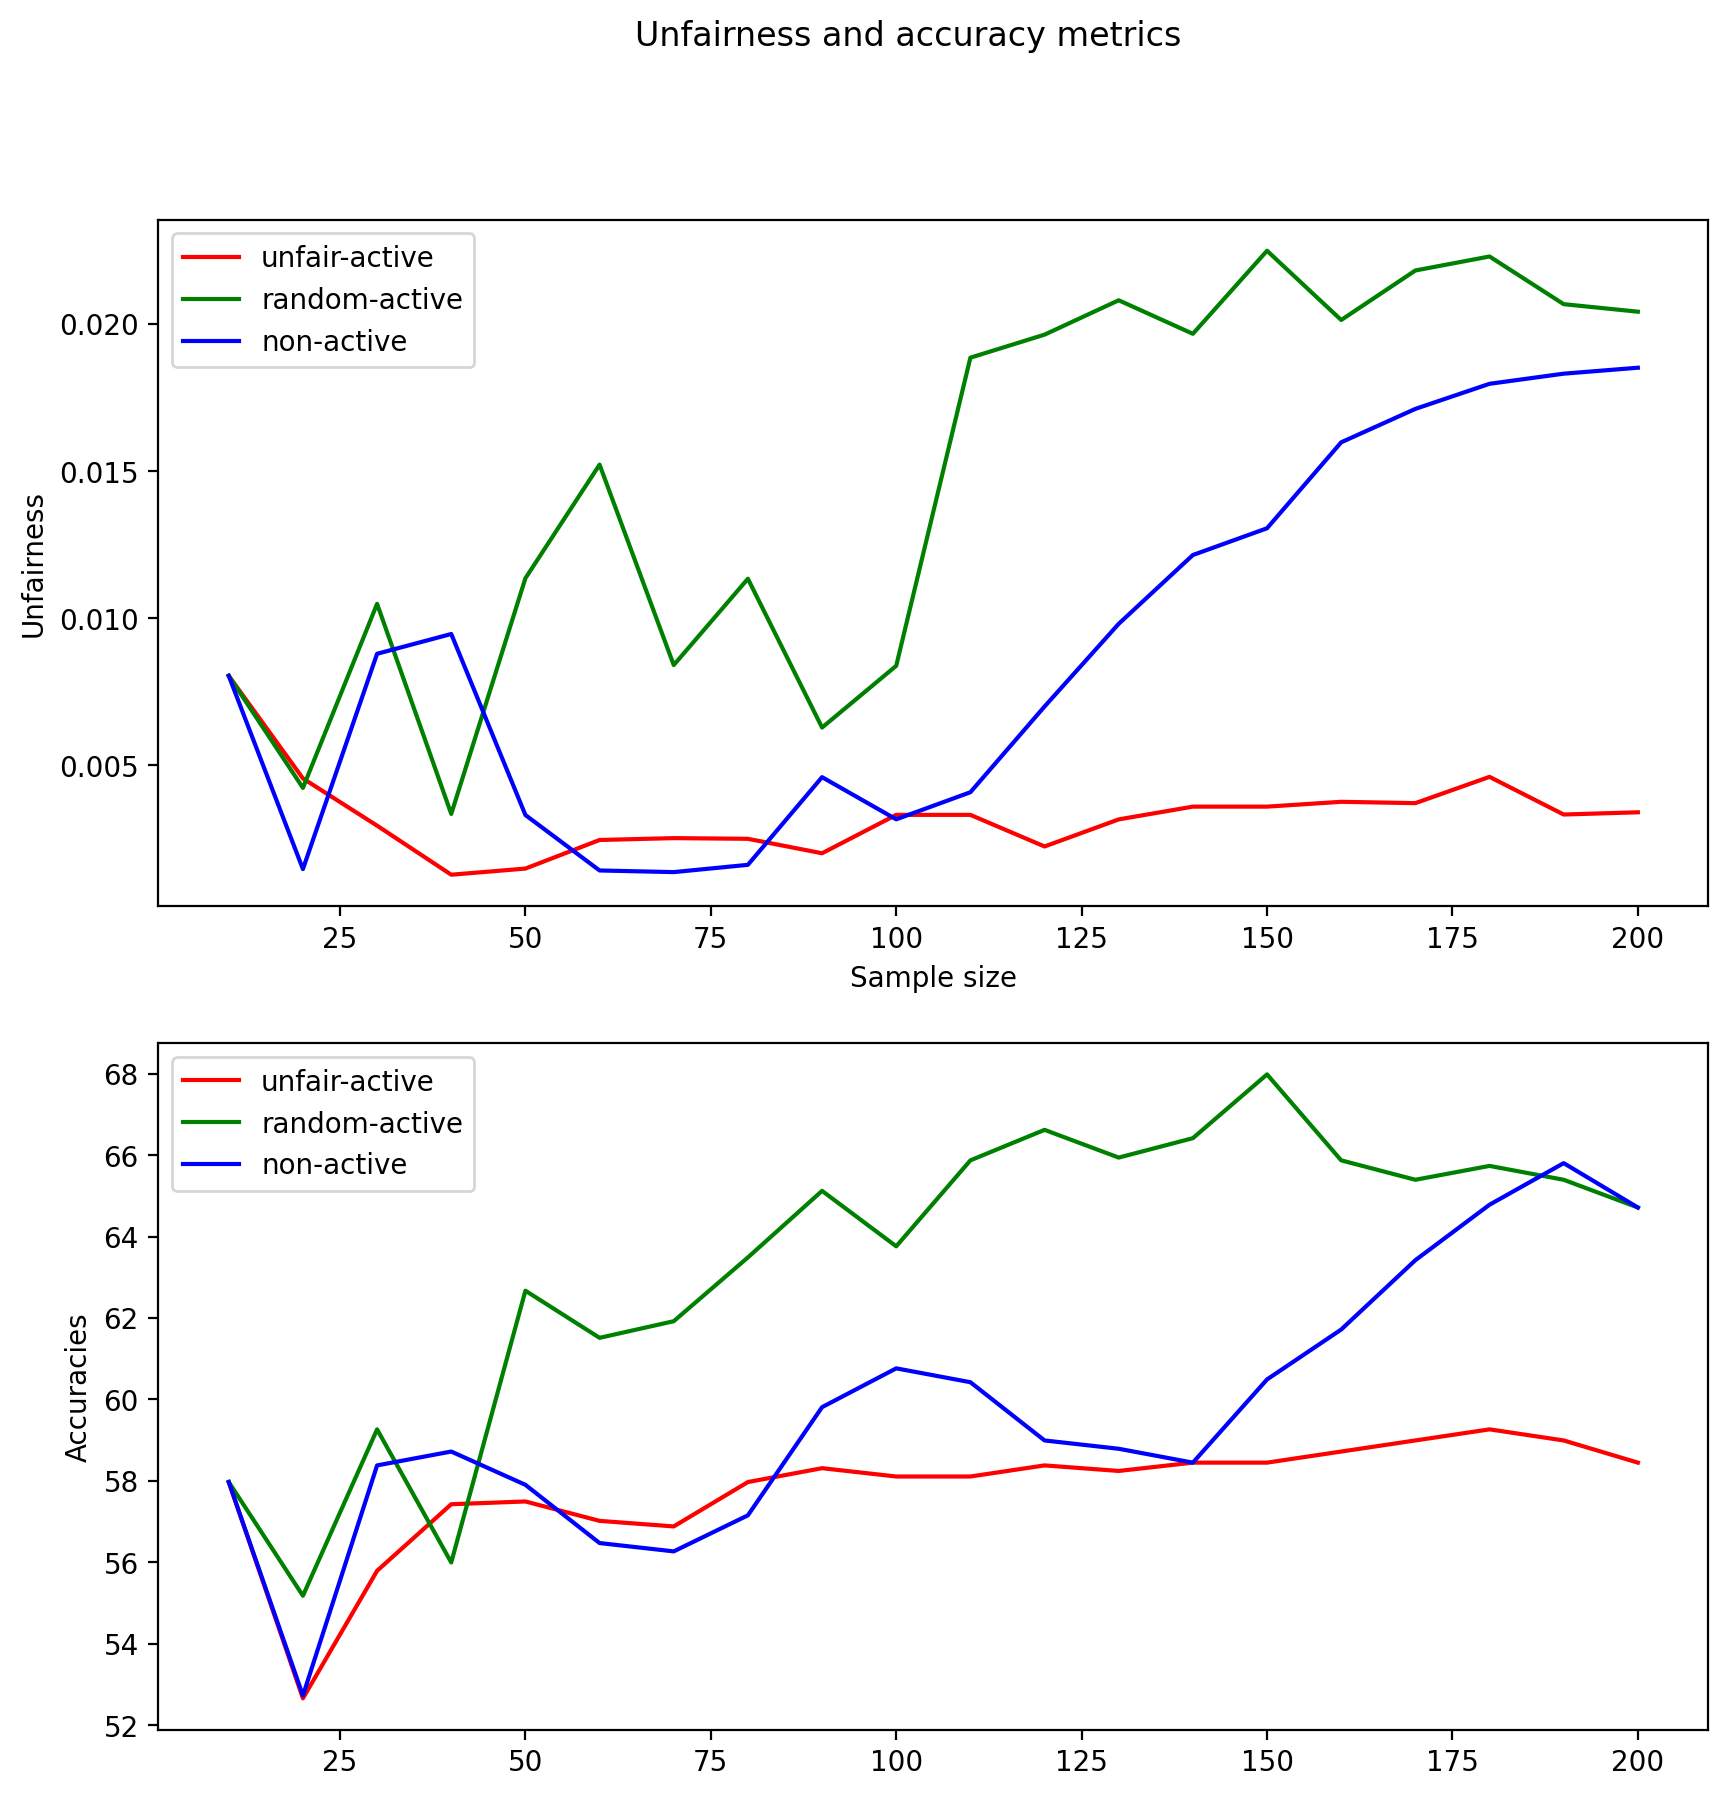 Unfairness and accuracy metrics
unfair-active
random-active
non-active
0.020
0.015
0.010
0.005
Unfairness
25 50 75 100 125 150 175 200
Sample size
unfair-active
random-active
non-active
68
66
64
62
60
58
56
54
52
Accuracies
25 50 75 100 125 150 175 200